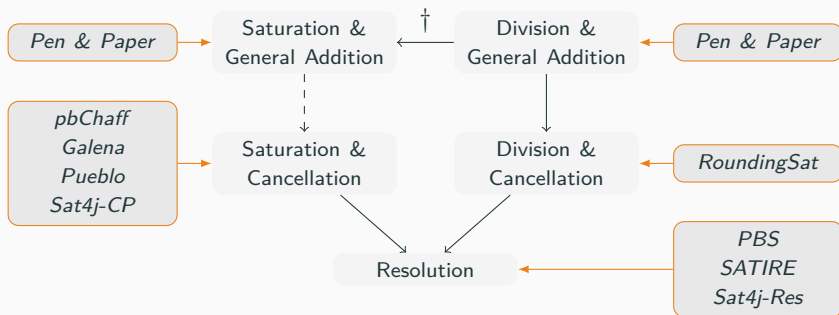 †
Pen & Paper
Saturation &
General Addition
Division &
General Addition
Pen & Paper
pbChaff
Galena
Pueblo
Sat4j-CP
Saturation &
Cancellation
Division &
Cancellation
RoundingSat
Resolution
PBS
SATIRE
Sat4j-Res